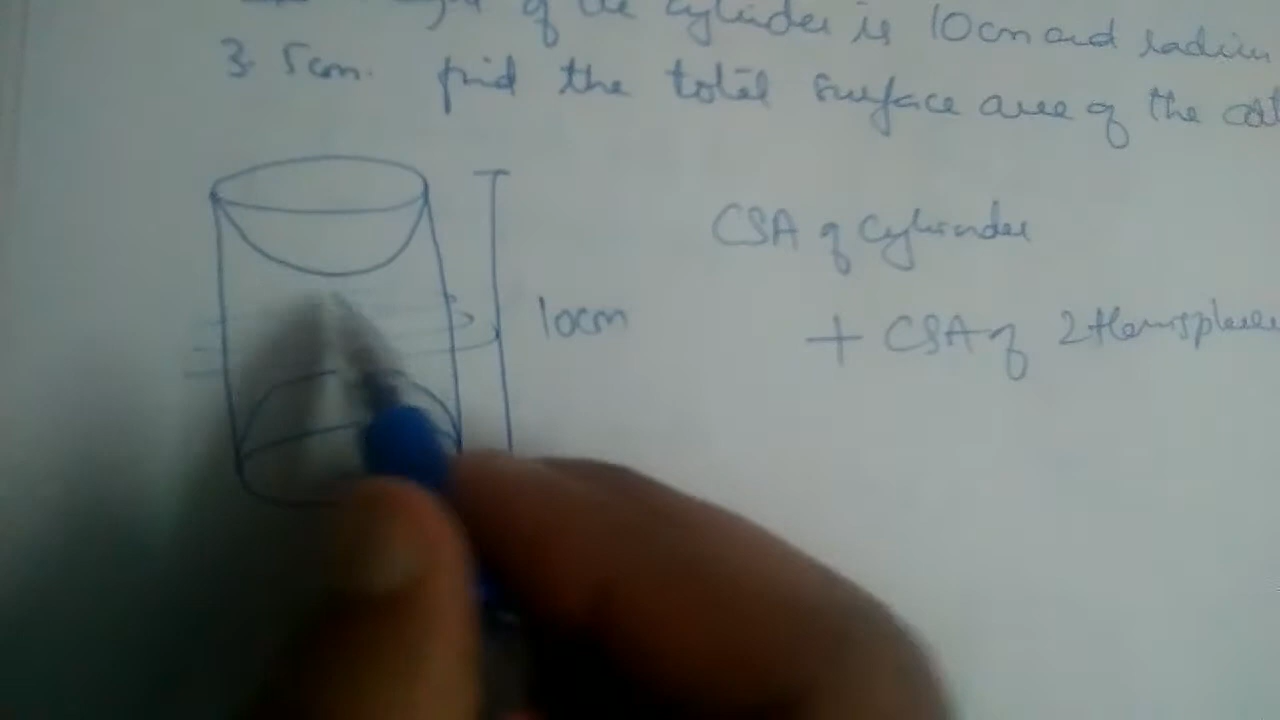 of the cylinder is 10cm and radius
3.5cm. find the total surface area of the
10cm
CSA of cylinder
+ CSA of 2 Hemisphere